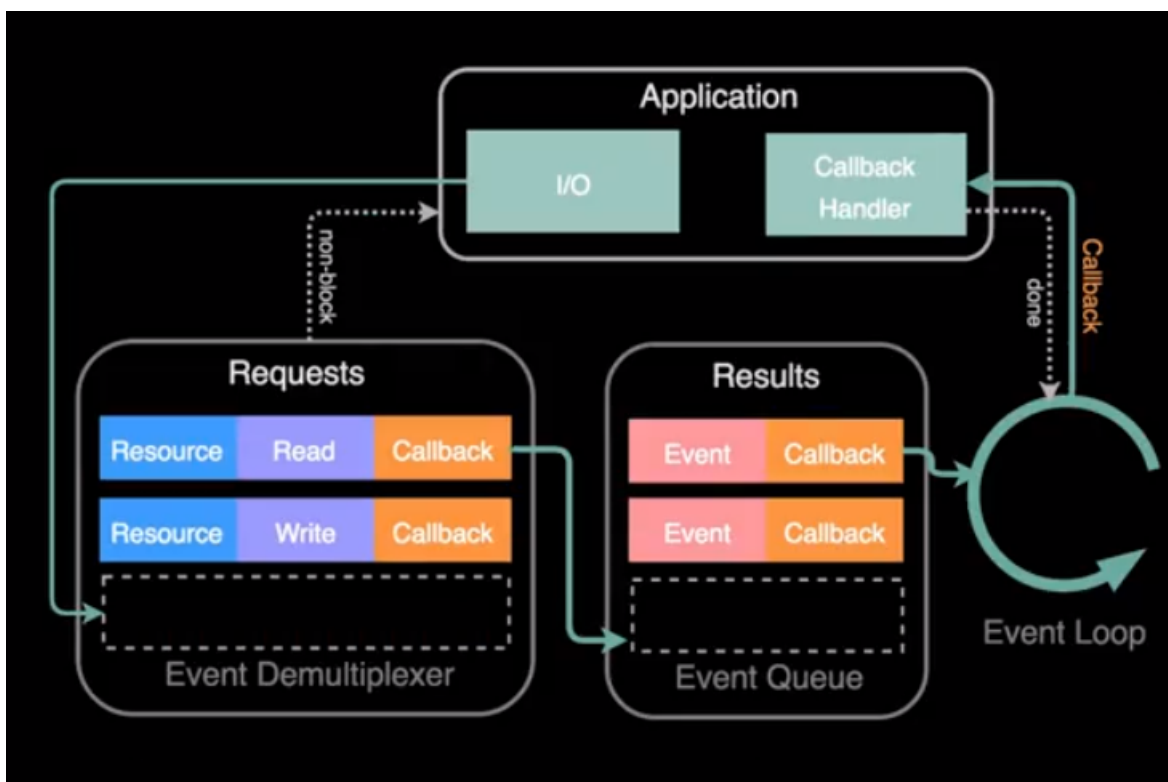 Application
I/O
Callback
Handler
non-block
Callback
done
Requests
Resource Read Callback
Resource Write Callback
Event Demultiplexer
Results
Event Callback
Event Callback
Event Queue
Event Loop